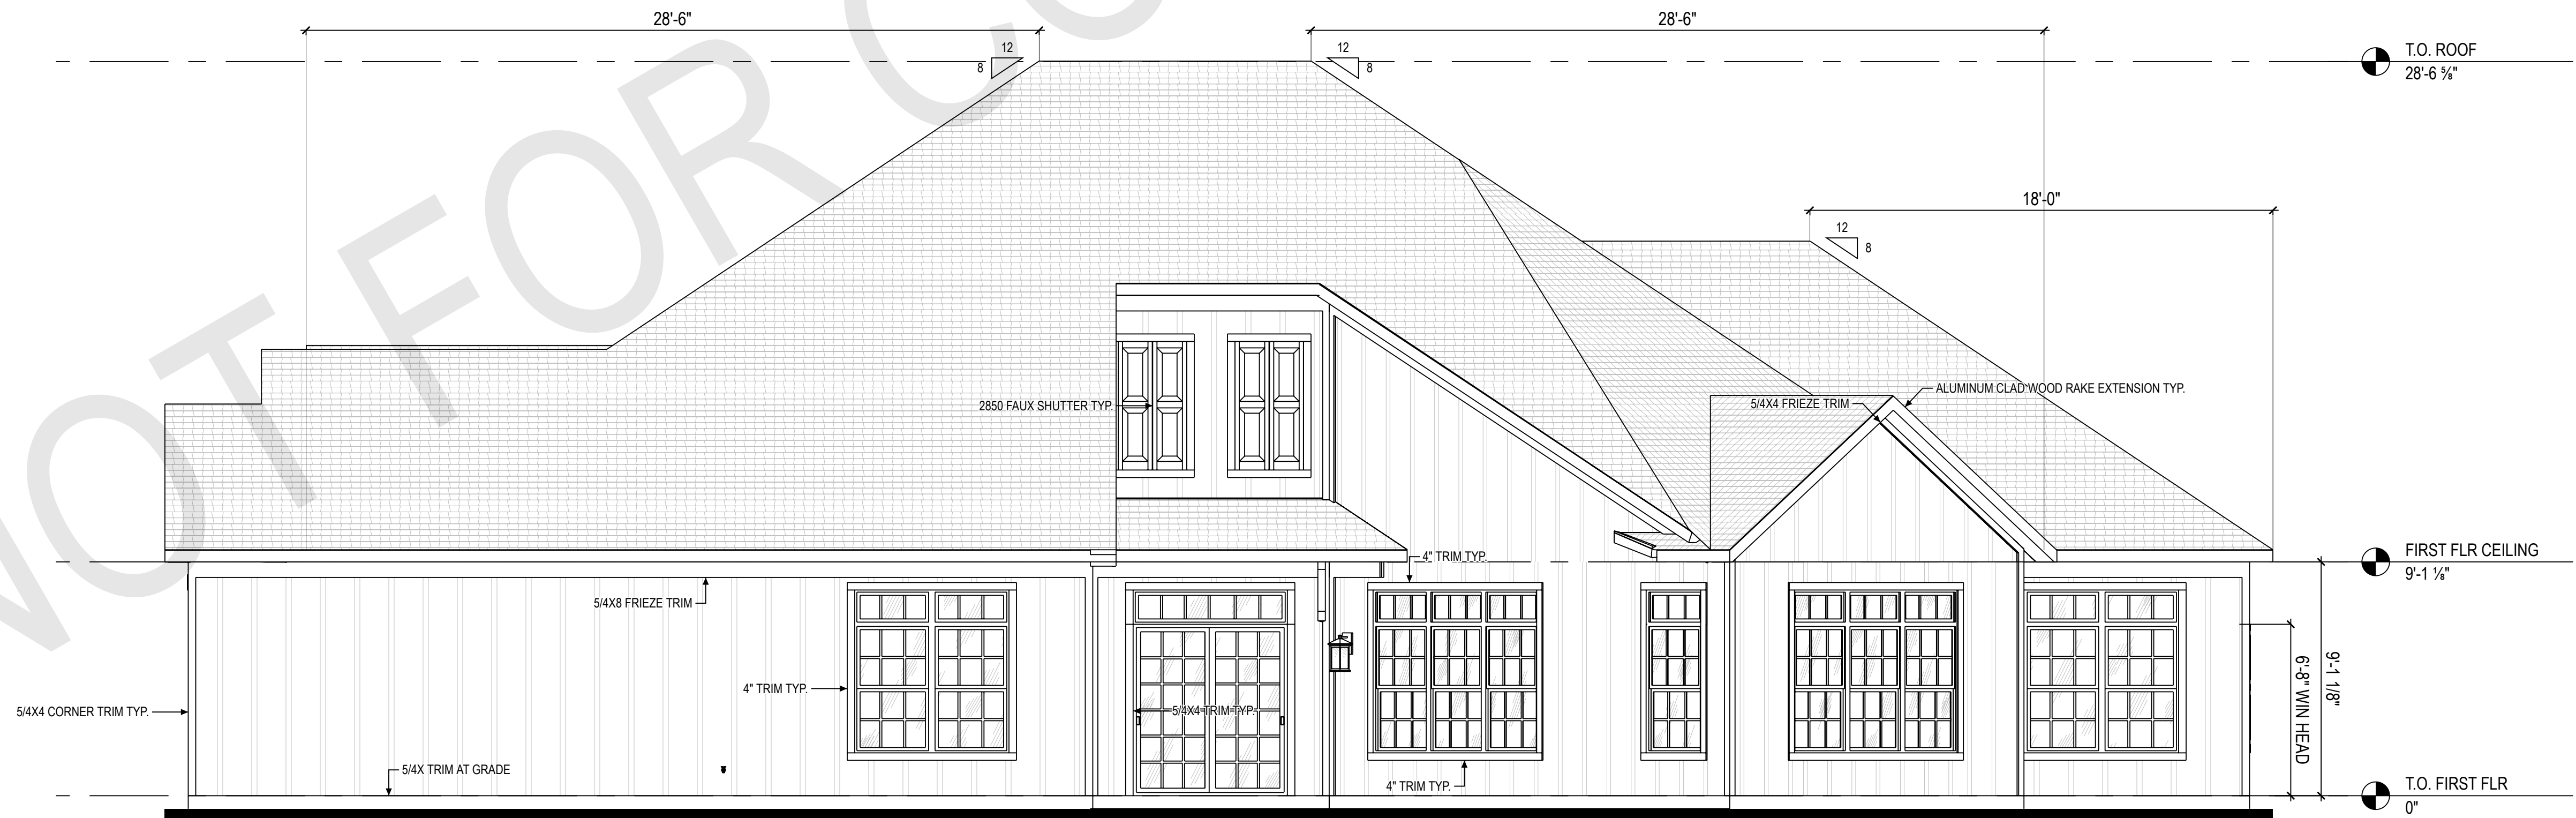 NOT FOR CO
28'-6"
28'-6"
12
8
12
8
T.O. ROOF
28'-6 ⅝"
18'-0"
12
8
ALUMINUM CLAD WOOD RAKE EXTENSION TYP.
5/4X4 FRIEZE TRIM
2850 FAUX SHUTTER TYP.
FIRST FLR CEILING
9'-1 ⅛"
4" TRIM TYP.
5/4X8 FRIEZE TRIM
4" TRIM TYP.
5/4X4 TRIM TYP.
5/4X4 CORNER TRIM TYP.
6'-8" WIN HEAD
9'-1 1/8"
5/4X TRIM AT GRADE
4" TRIM TYP.
T.O. FIRST FLR
0"